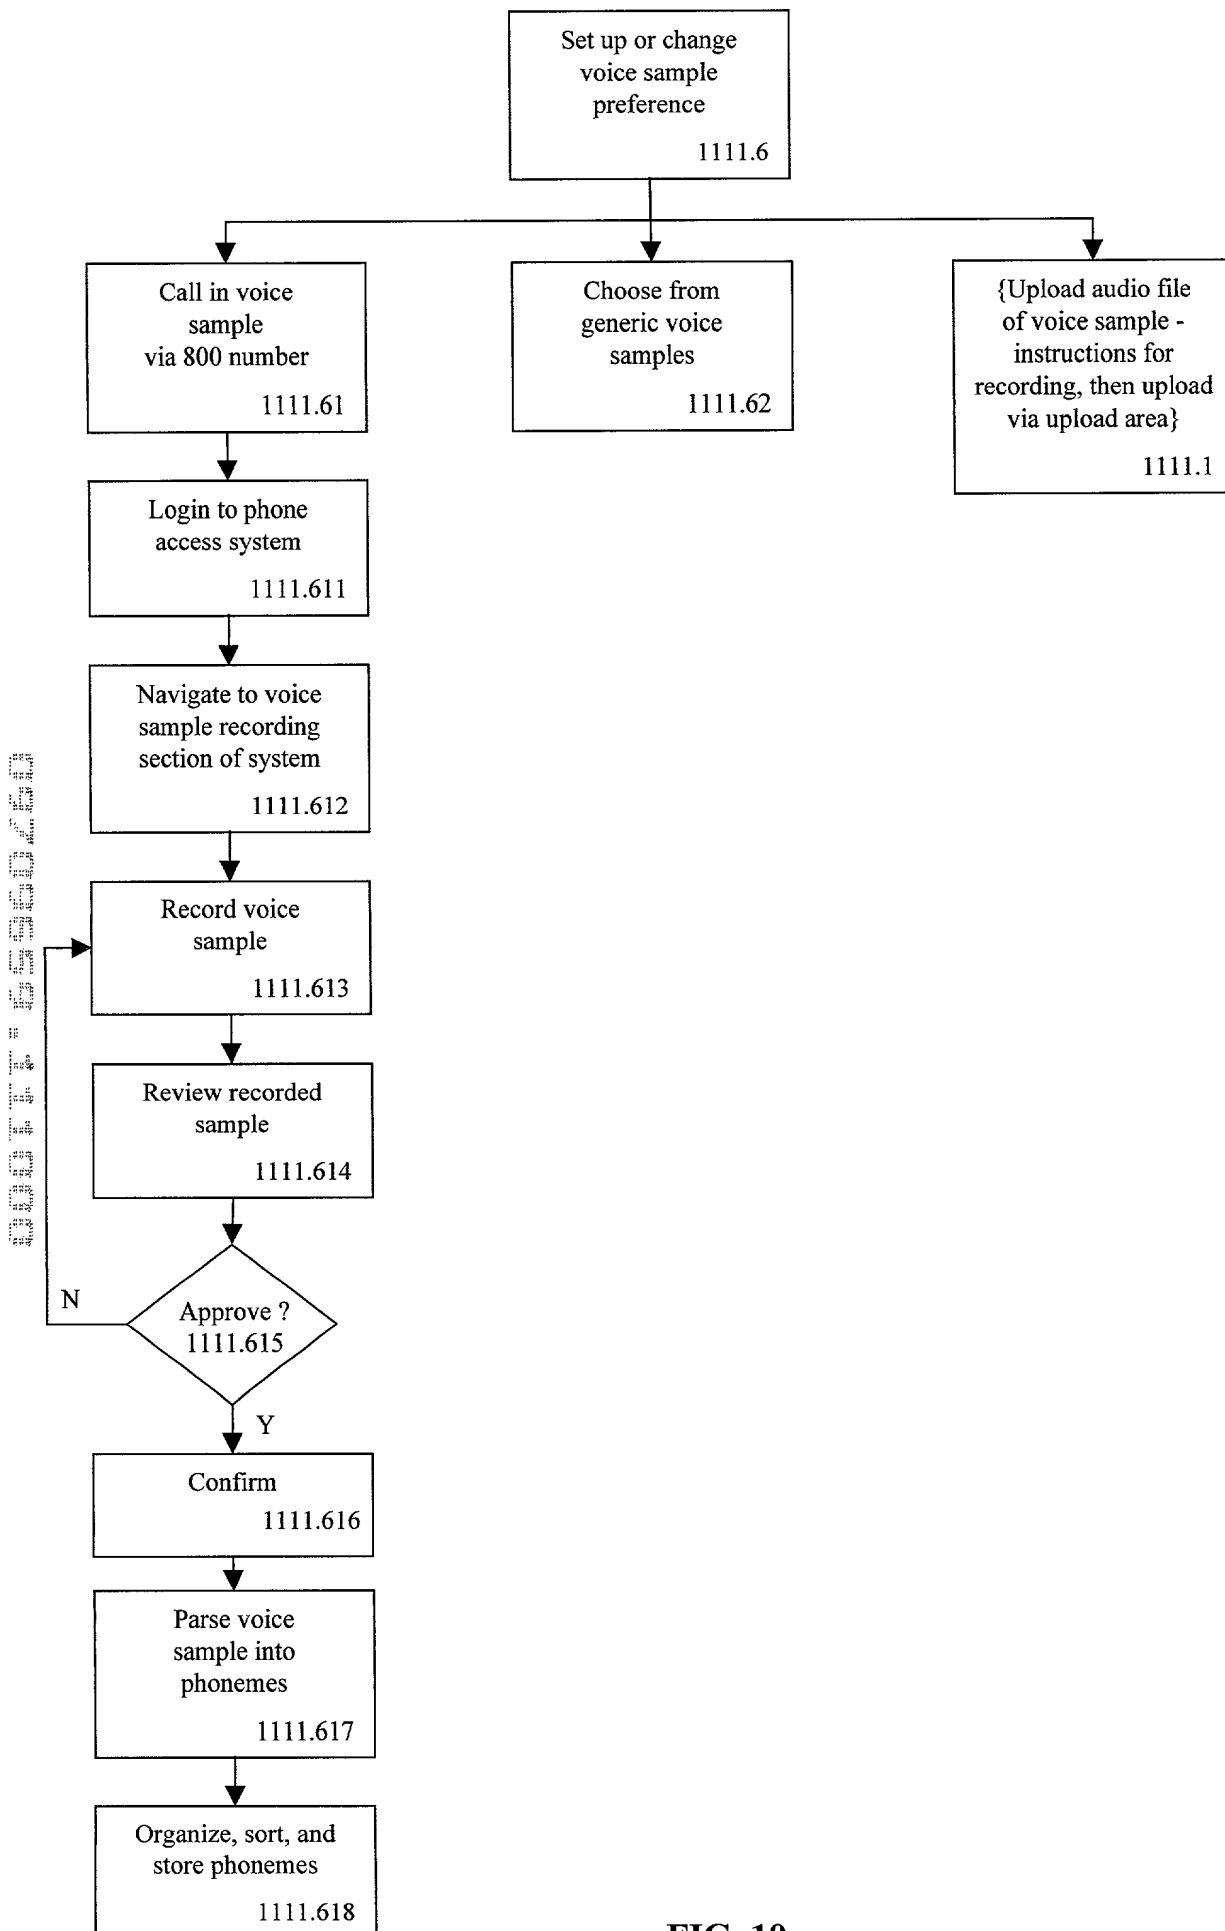 Set up or change
voice sample
preference
1111.6
Call in voice
sample
via 800 number
1111.61
Choose from
generic voice
samples
1111.62
{Upload audio file
of voice sample -
instructions for
recording, then upload
via upload area}
1111.1
Login to phone
access system
1111.611
Navigate to voice
sample recording
section of system
1111.612
Record voice
sample
1111.613
Review recorded
sample
1111.614
Approve ?
1111.615
N
Y
Confirm
1111.616
Parse voice
sample into
phonemes
1111.617
Organize, sort, and
store phonemes
1111.618